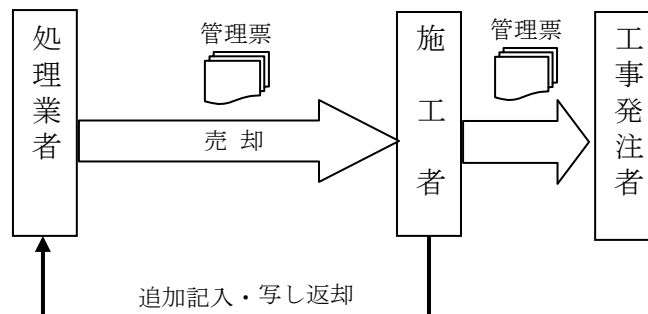 処理業者
管理票
売 却
施工者
管理票
工事発注者
追加記入・写し返却